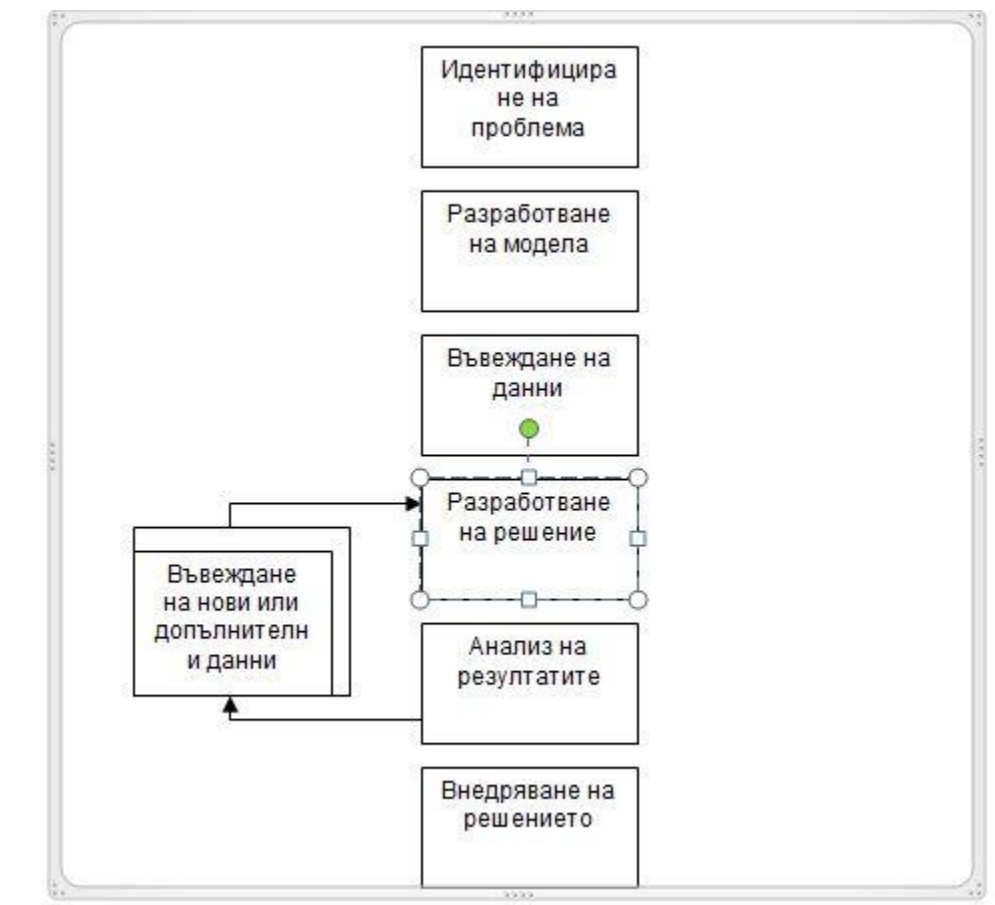 Идентифицира
не на
проблема
Разработване
на модела
Въвеждане на
данни
Разработване
на решение
Въвеждане
на нови или
допълнителн
и данни
Анализ на
резултатите
Внедряване на
решението